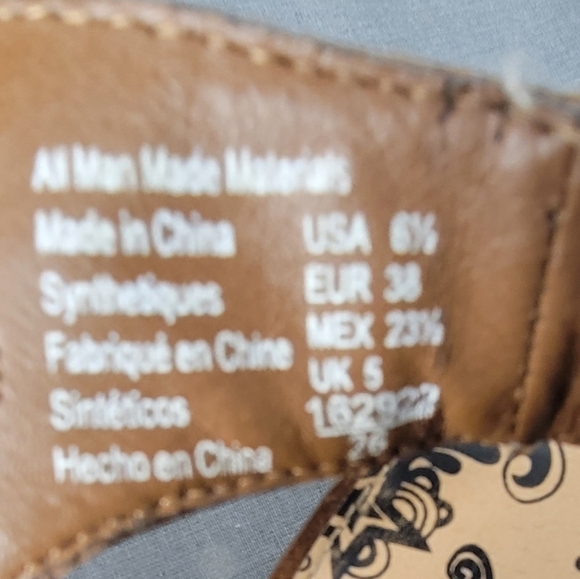 All Man Made Materials
Made in China
Synthetiques
Fabriqué en Chine
Sintéticos
Hecho en China
USA 6½
EUR 38
MEX 23½
UK 5
162922